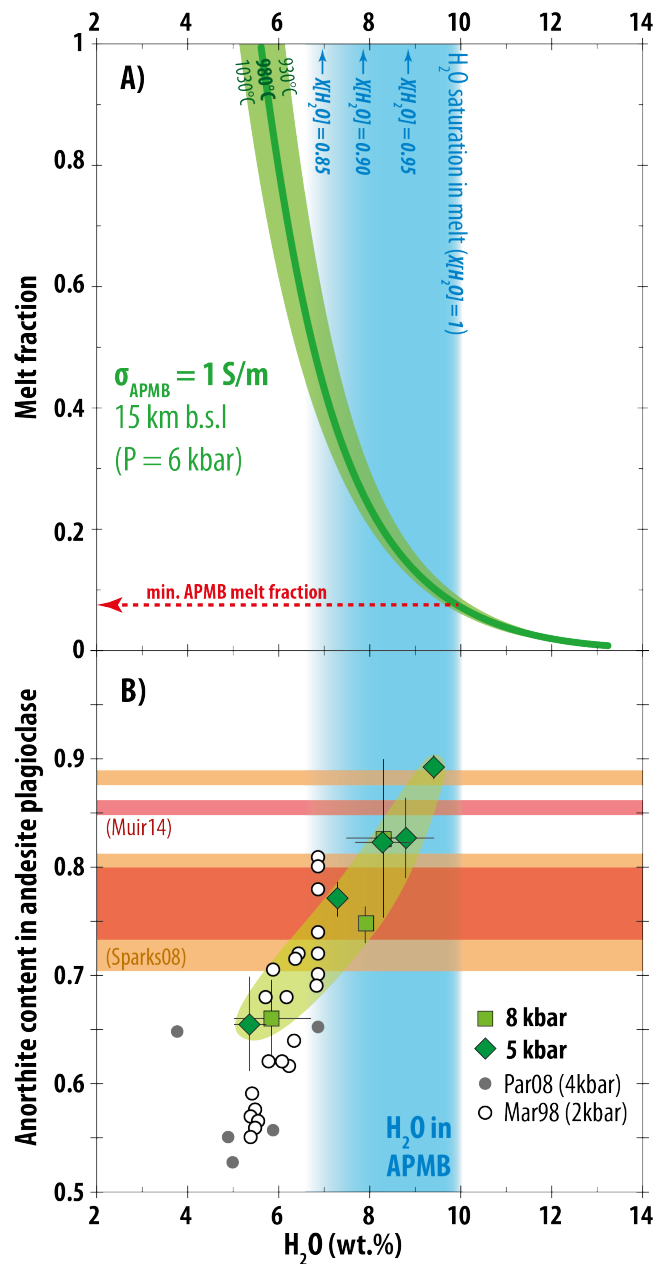 2 4 6 8 10 12 14
A)
1030°C
980°C
930°C
← X[H2O] = 0.85
← X[H2O] = 0.90
← X[H2O] = 0.95
H2O saturation in melt (X[H2O] = 1)
1
0.8
0.6
0.4
0.2
0
Melt fraction
σAPMB = 1 S/m
15 km b.s.l
(P = 6 kbar)
min. APMB melt fraction
B)
0.9
0.8
0.7
0.6
0.5
Anorthite content in andesite plagioclase
(Muir14)
(Sparks08)
8 kbar
5 kbar
Par08 (4kbar)
Mar98 (2kbar)
H2O in
APMB
2 4 6 8 10 12 14
H2O (wt.%)